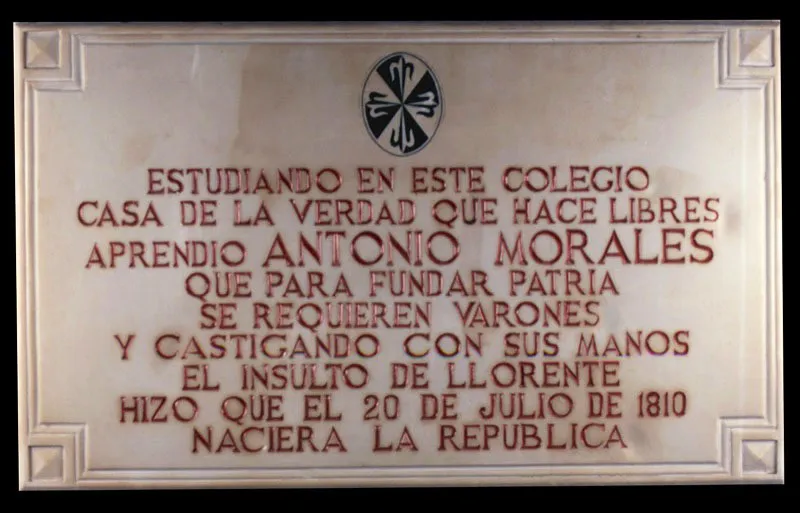 ESTUDIANDO EN ESTE COLEGIO
CASA DE LA VERDAD QUE HACE LIBRES
APRENDIO ANTONIO MORALES
QUE PARA FUNDAR PATRIA
SE REQUIEREN VARONES
Y CASTIGANDO CON SUS MANOS
EL INSULTO DE LLORENTE
HIZO QUE EL 20 DE JULIO DE 1810
NACIERA LA REPUBLICA